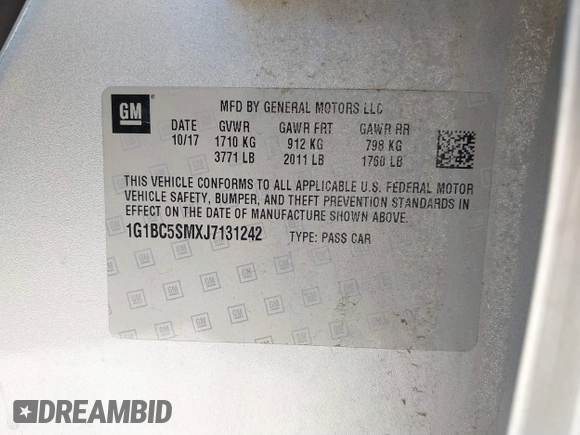 GM
MFD BY GENERAL MOTORS LLC
DATE GVWR GAWR FRT GAWR RR
10/17 1710 KG 912 KG 798 KG
3771 LB 2011 LB 1760 LB
THIS VEHICLE CONFORMS TO ALL APPLICABLE U.S. FEDERAL MOTOR
VEHICLE SAFETY, BUMPER, AND THEFT PREVENTION STANDARDS IN
EFFECT ON THE DATE OF MANUFACTURE SHOWN ABOVE.
1G1BC5SMXJ7131242 TYPE: PASS CAR
DREAMBID